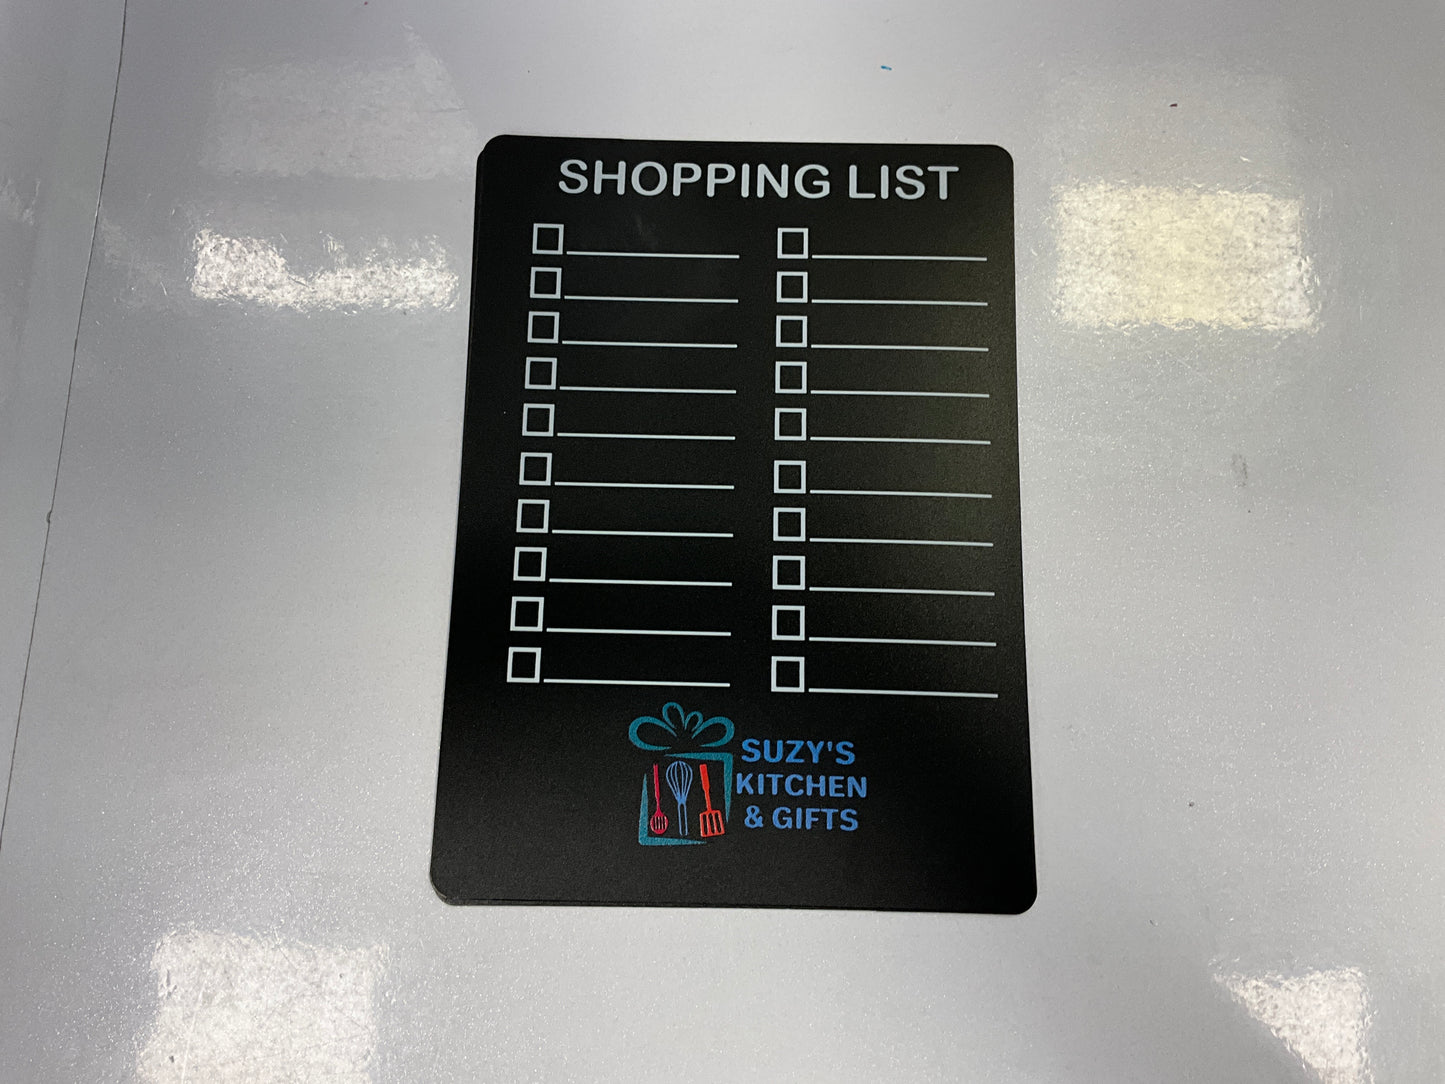 SHOPPING LIST
SUZY'S
KITCHEN
& GIFTS